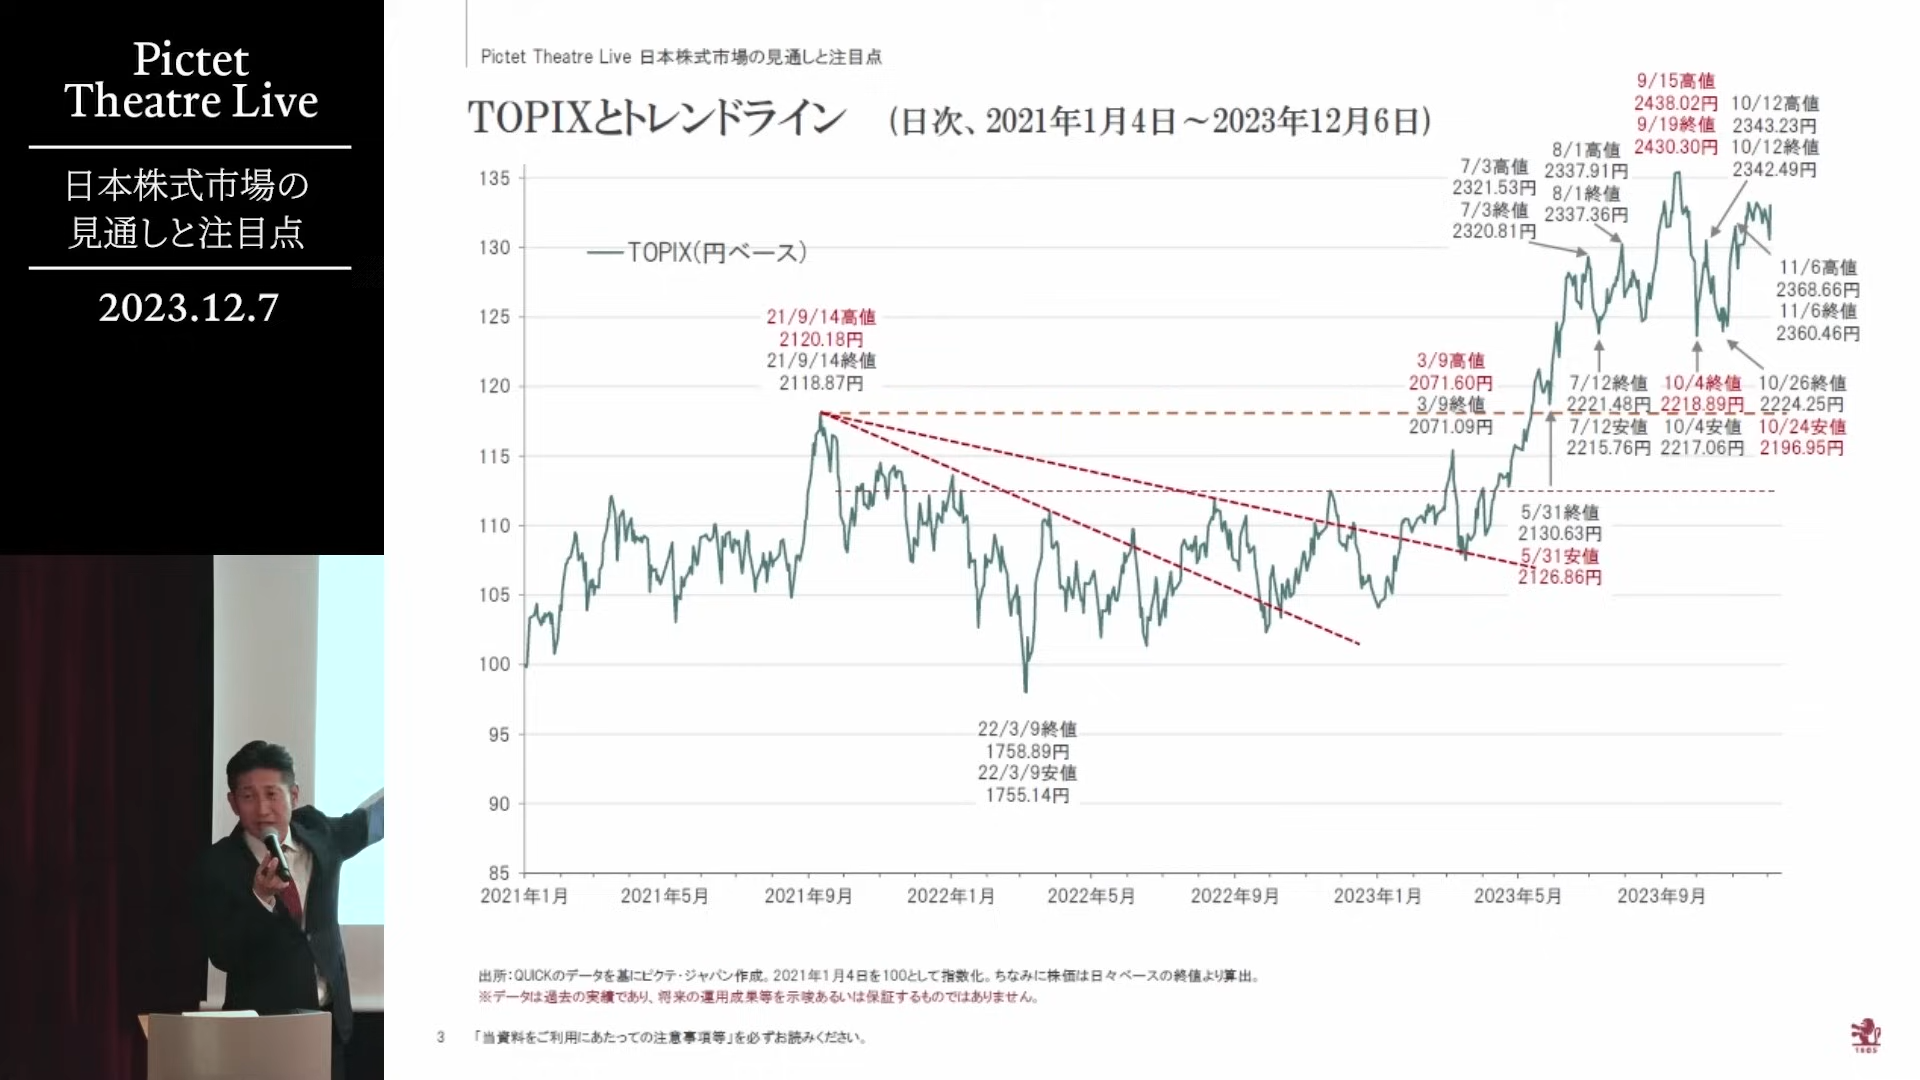 Pictet
Theatre Live
日本株式市場の
見通しと注目点
2023.12.7
Pictet Theatre Live 日本株式市場の見通しと注目点
TOPIXとトレンドライン (日次、2021年1月4日～2023年12月6日)
135
130
125
120
115
110
105
100
95
90
85
TOPIX(円ベース)
21/9/14高値
2120.18円
21/9/14終値
2118.87円
22/3/9終値
1758.89円
22/3/9安値
1755.14円
3/9高値
2071.60円
3/9終値
2071.09円
7/3高値
2321.53円
7/3終値
2320.81円
8/1高値
2337.91円
8/1終値
2337.36円
9/15高値
2438.02円
9/19終値
2430.30円
10/12高値
2343.23円
10/12終値
2342.49円
11/6高値
2368.66円
11/6終値
2360.46円
7/12終値
2221.48円
7/12安値
2215.76円
10/4終値
2218.89円
10/4安値
2217.06円
10/26終値
2224.25円
10/24安値
2196.95円
5/31終値
2130.63円
5/31安値
2126.86円
2021年1月
2021年5月
2021年9月
2022年1月
2022年5月
2022年9月
2023年1月
2023年5月
2023年9月
出所：QUICKのデータを基にピクテ・ジャパン作成。2021年1月4日を100として指数化。ちなみに株価は日々ベースの終値より算出。
※データは過去の実績であり、将来の運用成果等を示唆あるいは保証するものではありません。
3
「当資料をご利用にあたっての注意事項等」を必ずお読みください。
1805